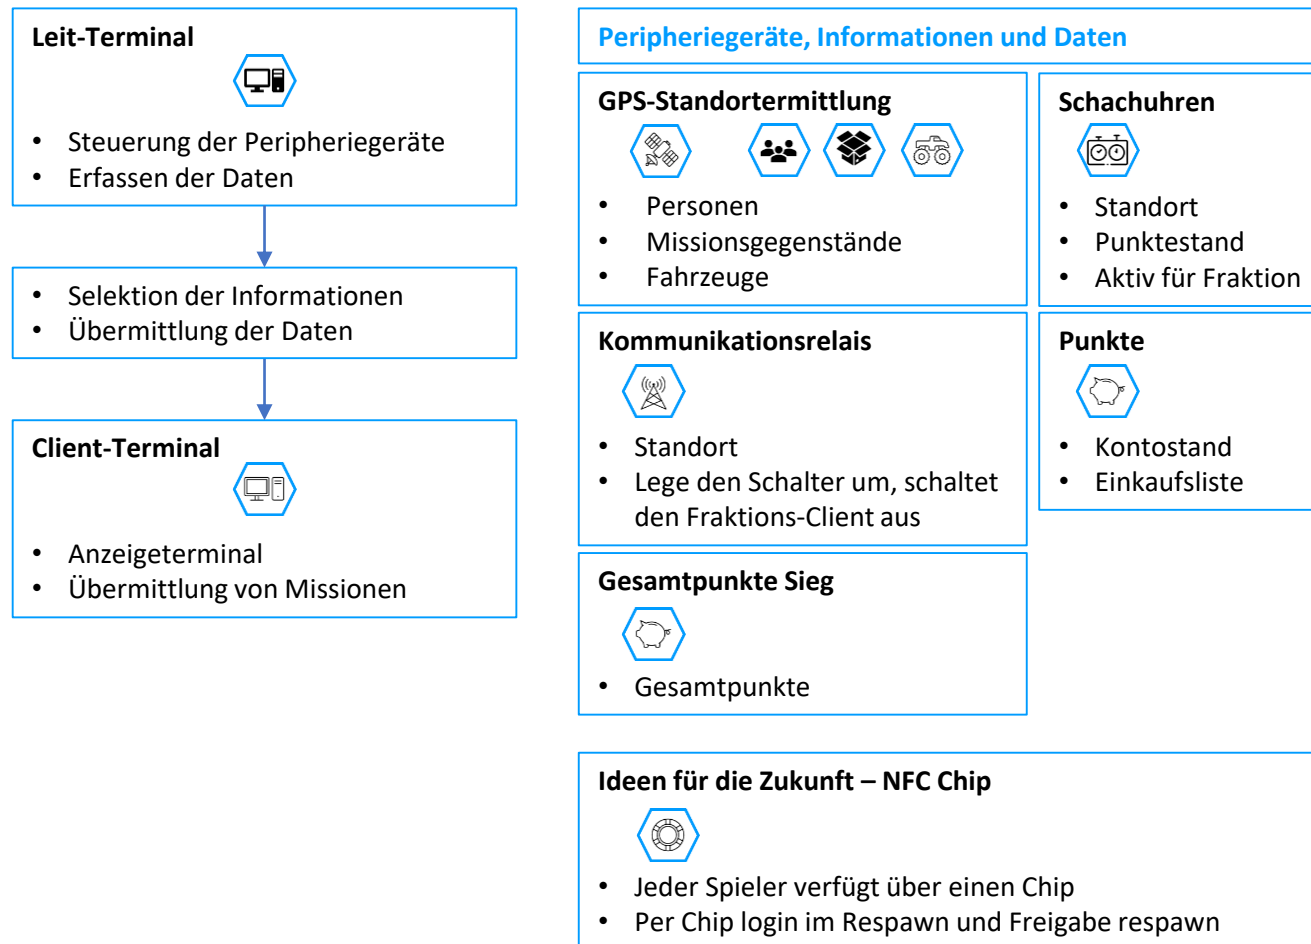 Leit-Terminal
• Steuerung der Peripheriegeräte
• Erfassen der Daten
• Selektion der Informationen
• Übermittlung der Daten
Client-Terminal
• Anzeigeterminal
• Übermittlung von Missionen
Peripheriegeräte, Informationen und Daten
GPS-Standortermittlung
• Personen
• Missionsgegenstände
• Fahrzeuge
Schachuhren
• Standort
• Punktestand
• Aktiv für Fraktion
Kommunikationsrelais
• Standort
• Lege den Schalter um, schaltet
den Fraktions-Client aus
Punkte
• Kontostand
• Einkaufsliste
Gesamtpunkte Sieg
• Gesamtpunkte
Ideen für die Zukunft – NFC Chip
• Jeder Spieler verfügt über einen Chip
• Per Chip login im Respawn und Freigabe respawn